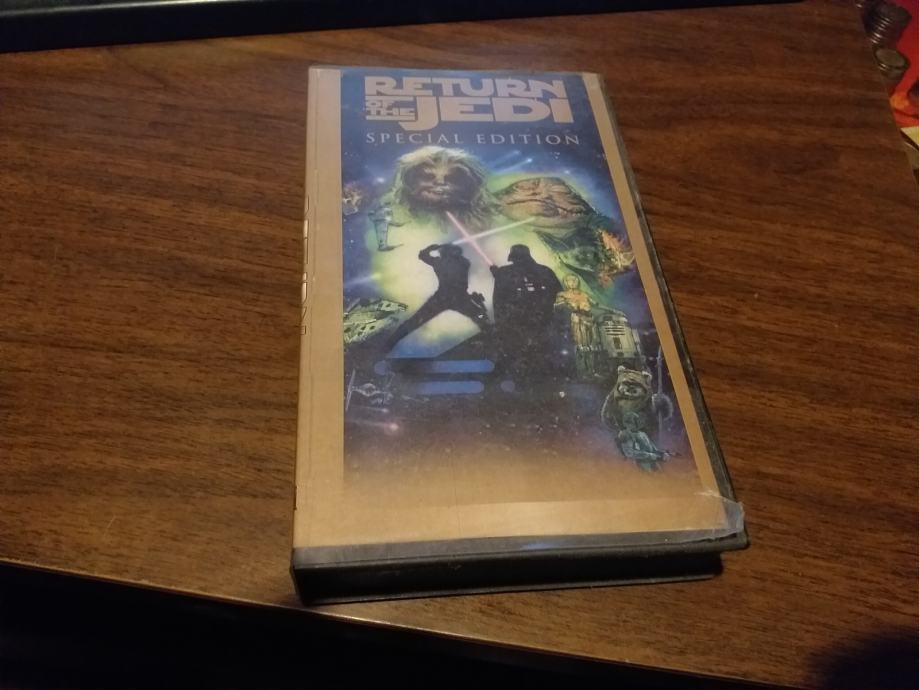 RETURN
OF THE JEDI
SPECIAL EDITION